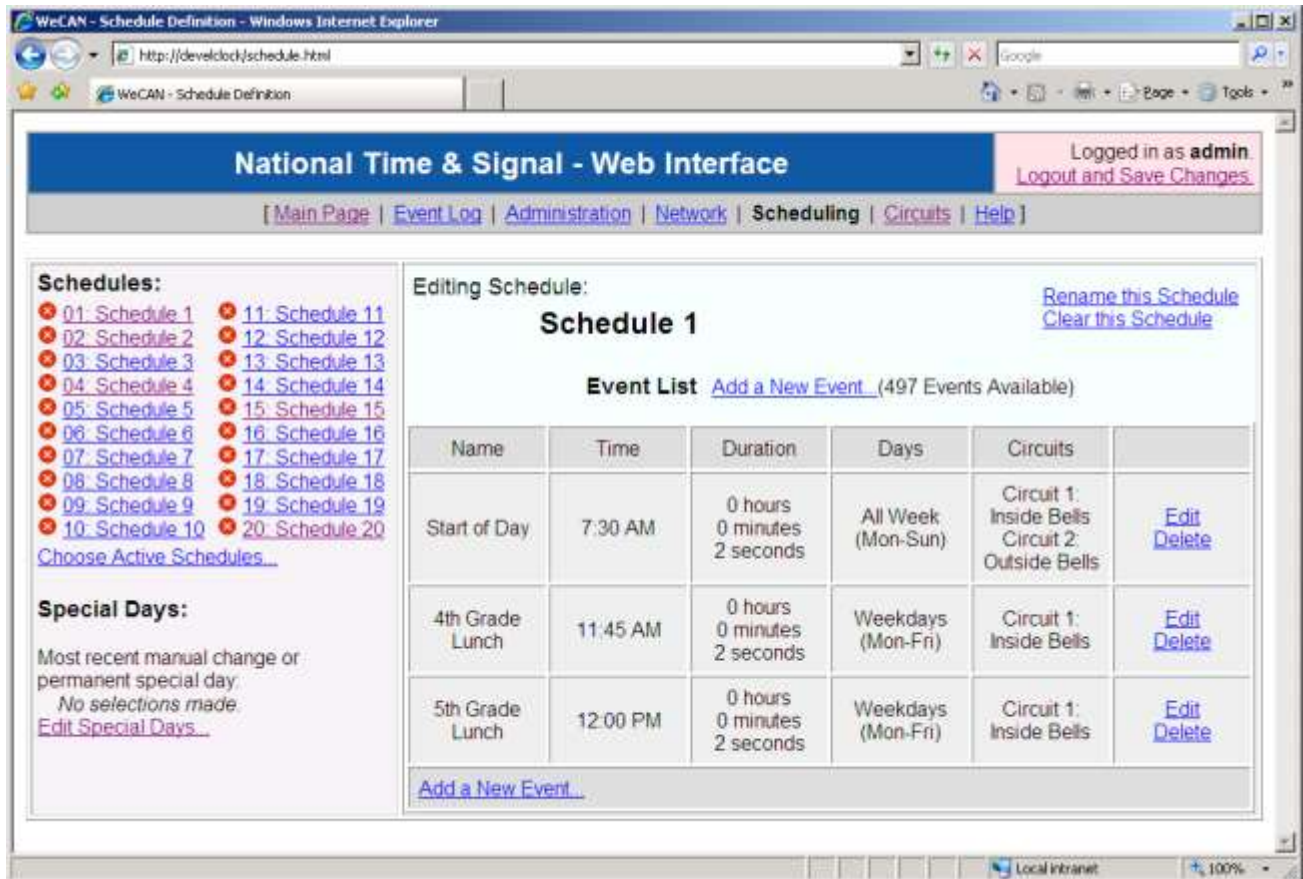 WeCAN - Schedule Definition - Windows Internet Explorer
http://develclock/schedule.html
Google
WeCAN - Schedule Definition
Page
Tools
National Time & Signal - Web Interface
Logged in as admin.
Logout and Save Changes.
[ Main Page | Event Log | Administration | Network | Scheduling | Circuits | Help ]
Schedules:
01: Schedule 1
02: Schedule 2
03: Schedule 3
04: Schedule 4
05: Schedule 5
06: Schedule 6
07: Schedule 7
08: Schedule 8
09: Schedule 9
10: Schedule 10
11: Schedule 11
12: Schedule 12
13: Schedule 13
14: Schedule 14
15: Schedule 15
16: Schedule 16
17: Schedule 17
18: Schedule 18
19: Schedule 19
20: Schedule 20
Choose Active Schedules...
Special Days:
Most recent manual change or
permanent special day:
No selections made.
Edit Special Days...
Editing Schedule:
Schedule 1
Rename this Schedule
Clear this Schedule
Event List Add a New Event...(497 Events Available)
Name Time Duration Days Circuits
Start of Day
7:30 AM
0 hours
0 minutes
2 seconds
All Week
(Mon-Sun)
Circuit 1:
Inside Bells
Circuit 2:
Outside Bells
Edit
Delete
4th Grade
Lunch
11:45 AM
0 hours
0 minutes
2 seconds
Weekdays
(Mon-Fri)
Circuit 1:
Inside Bells
Edit
Delete
5th Grade
Lunch
12:00 PM
0 hours
0 minutes
2 seconds
Weekdays
(Mon-Fri)
Circuit 1:
Inside Bells
Edit
Delete
Add a New Event...
Local intranet
100%